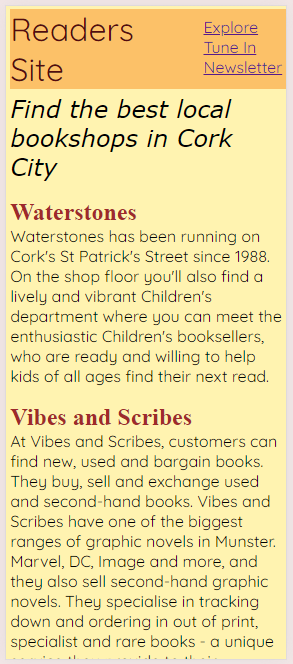 Readers
Site
Explore
Tune In
Newsletter
Find the best local
bookshops in Cork
City
Waterstones
Waterstones has been running on
Cork's St Patrick's Street since 1988.
On the shop floor you'll also find a
lively and vibrant Children's
department where you can meet the
enthusiastic Children's booksellers,
who are ready and willing to help
kids of all ages find their next read.
Vibes and Scribes
At Vibes and Scribes, customers can
find new, used and bargain books.
They buy, sell and exchange used
and second-hand books. Vibes and
Scribes have one of the biggest
ranges of graphic novels in Munster.
Marvel, DC, Image and more, and
they also sell second-hand graphic
novels. They specialise in tracking
down and ordering in out of print,
specialist and rare books - a unique